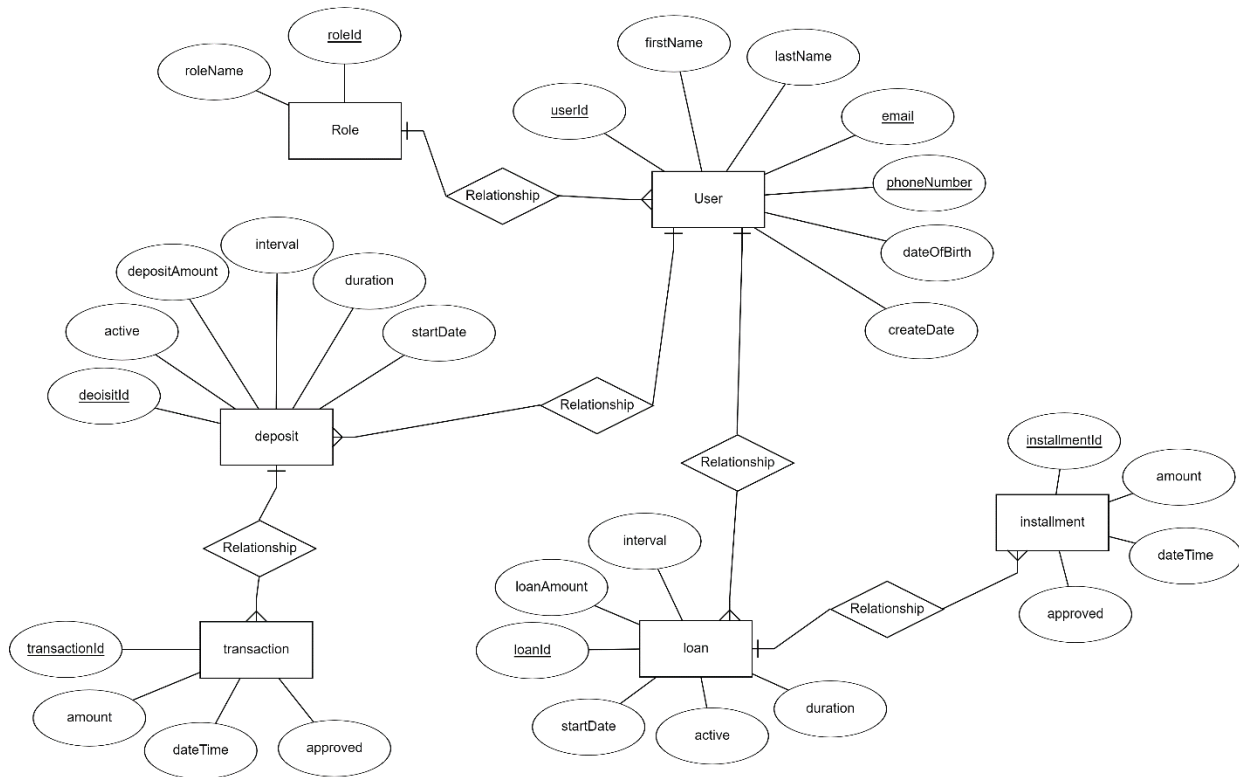 roleId
roleName
Role
firstName
lastName
userId
email
User
phoneNumber
Relationship
dateOfBirth
createDate
interval
depositAmount
duration
active
startDate
deoisitId
deposit
Relationship
Relationship
installmentId
amount
installment
dateTime
approved
Relationship
interval
loanAmount
loanId
loan
Relationship
startDate
active
duration
Relationship
transactionId
transaction
amount
dateTime
approved